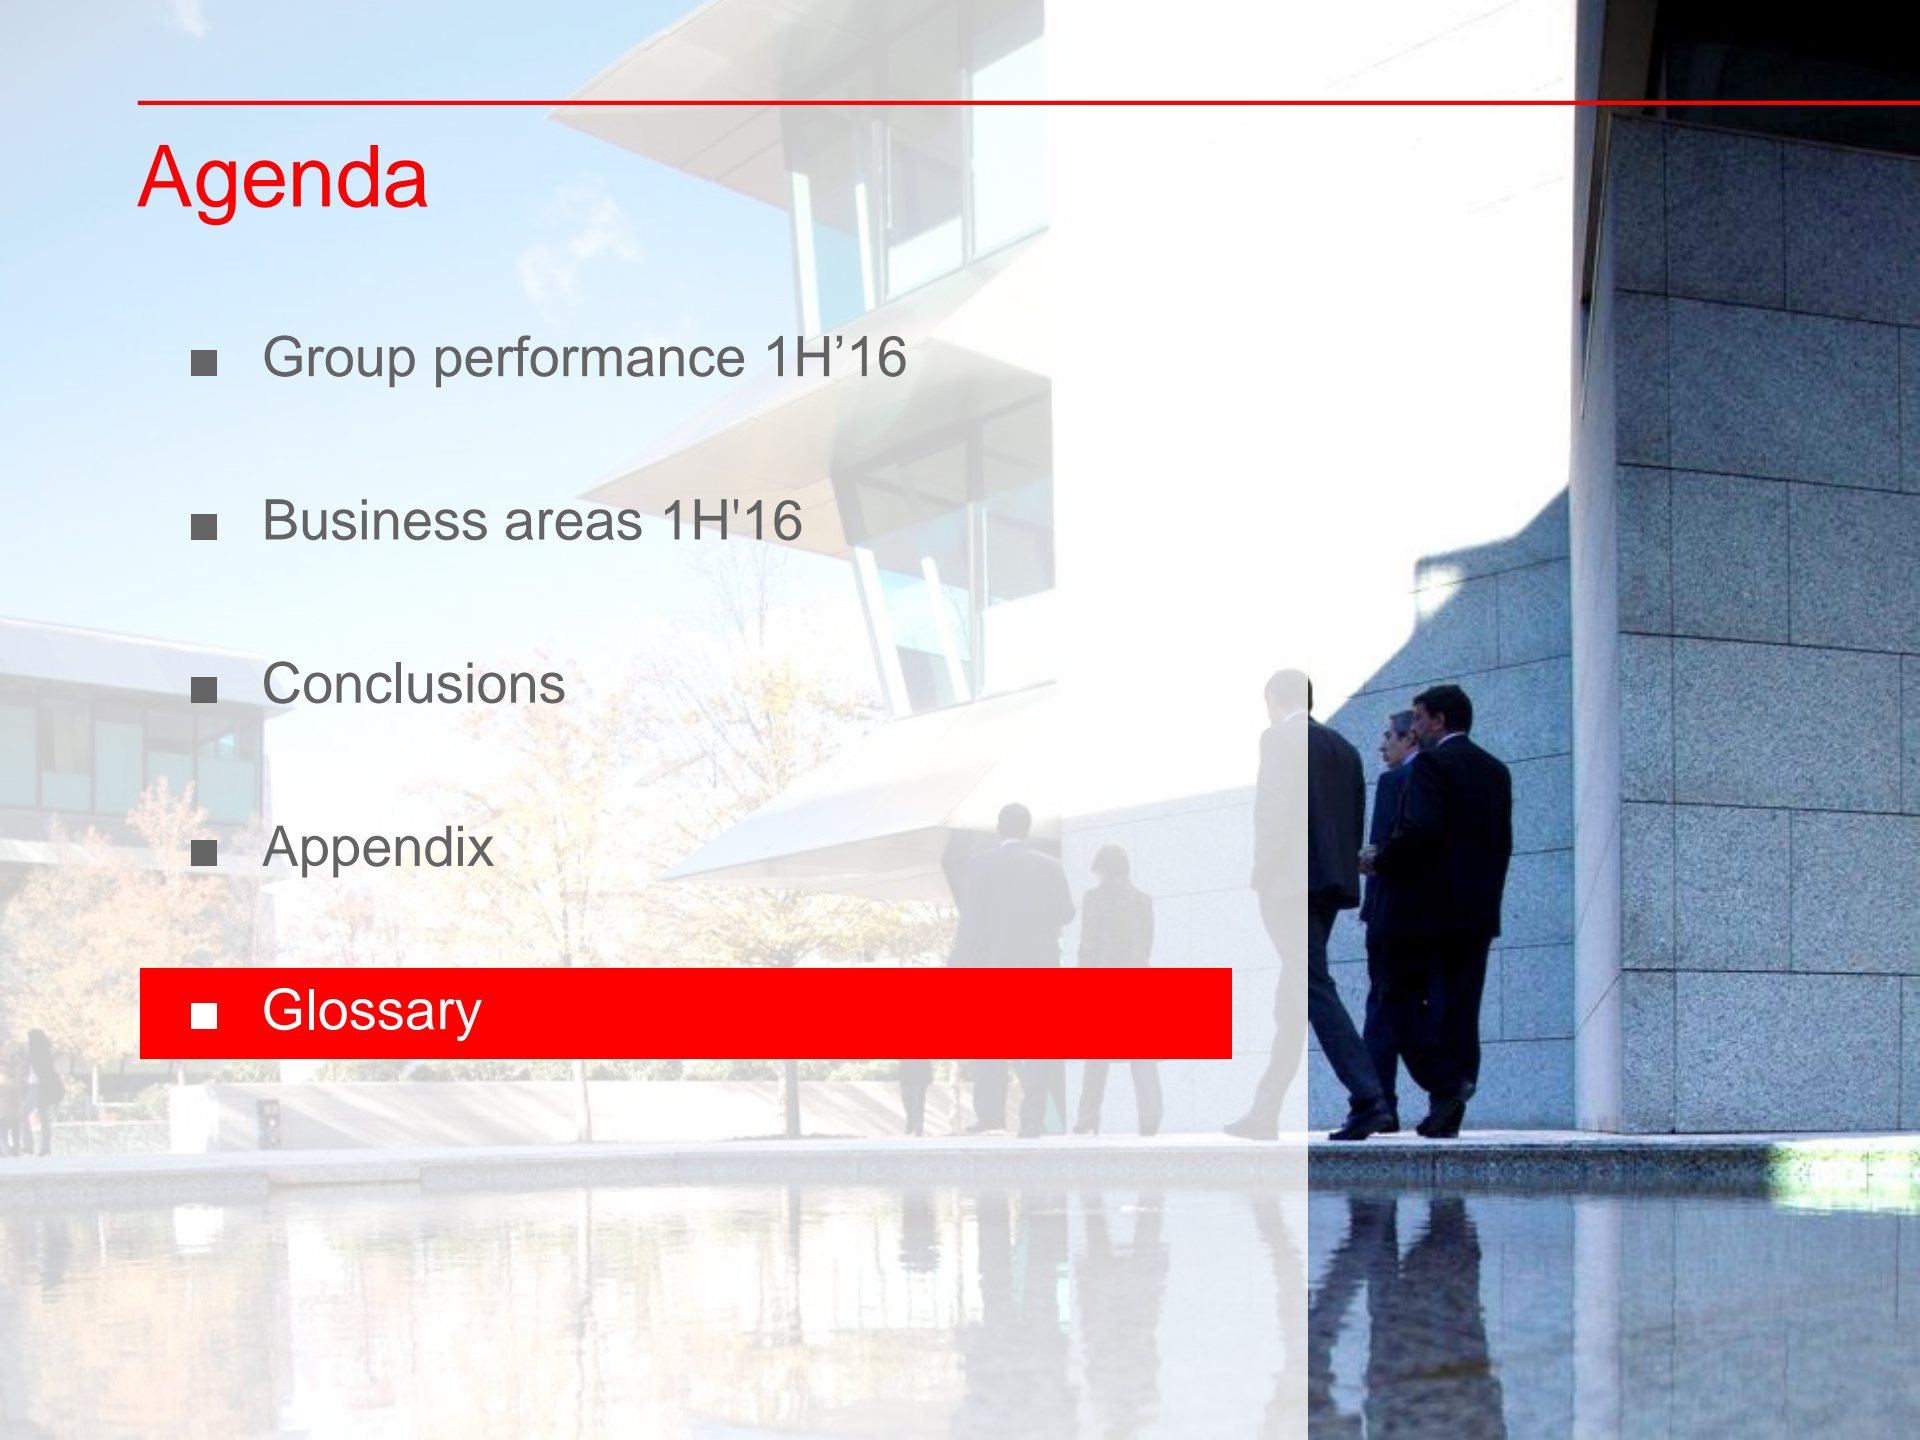 Agenda
■ Group performance 1H’16
■ Business areas 1H'16
■ Conclusions
■ Appendix
■ Glossary